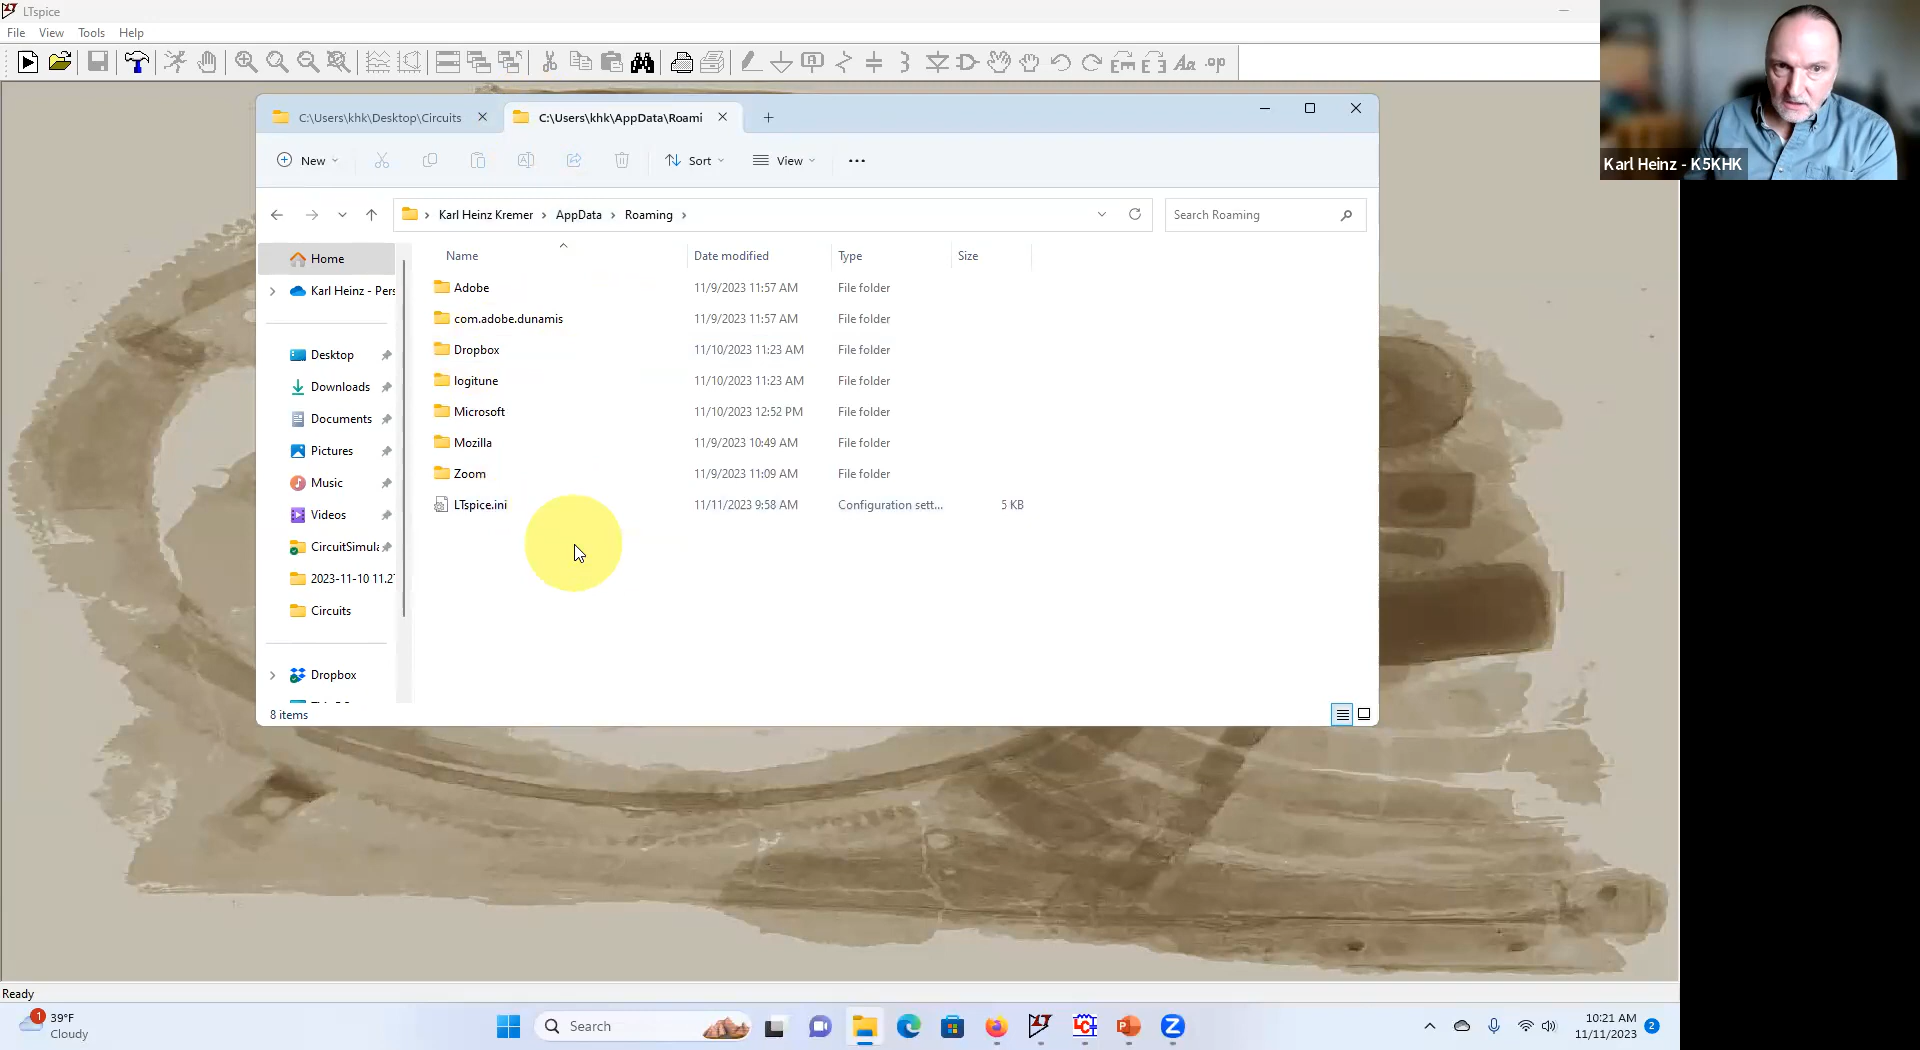 LTspice
File View Tools Help
Aa .op
C:\Users\khk\Desktop\Circuits
C:\Users\khk\AppData\Roami
New
Sort
View
Karl Heinz Kremer > AppData > Roaming >
Search Roaming
Name Date modified Type Size
Home
Karl Heinz - Pers
Desktop
Downloads
Documents
Pictures
Music
Videos
CircuitSimula
2023-11-10 11.2
Circuits
Dropbox
Adobe 11/9/2023 11:57 AM File folder
com.adobe.dunamis 11/9/2023 11:57 AM File folder
Dropbox 11/10/2023 11:23 AM File folder
logitune 11/10/2023 11:23 AM File folder
Microsoft 11/10/2023 12:52 PM File folder
Mozilla 11/9/2023 10:49 AM File folder
Zoom 11/9/2023 11:09 AM File folder
LTspice.ini 11/11/2023 9:58 AM Configuration sett... 5 KB
8 items
Karl Heinz - K5KHK
Ready
1
39°F
Cloudy
Search
10:21 AM
11/11/2023
2